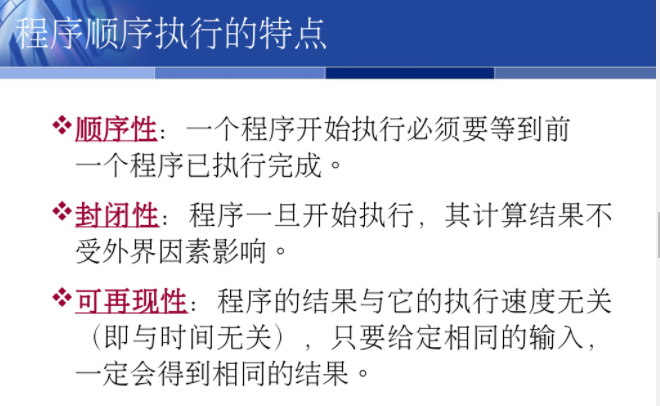 程序顺序执行的特点
❖顺序性：一个程序开始执行必须要等到前
一个程序已执行完成。
❖封闭性：程序一旦开始执行，其计算结果不
受外界因素影响。
❖可再现性：程序的结果与它的执行速度无关
（即与时间无关），只要给定相同的输入，
一定会得到相同的结果。